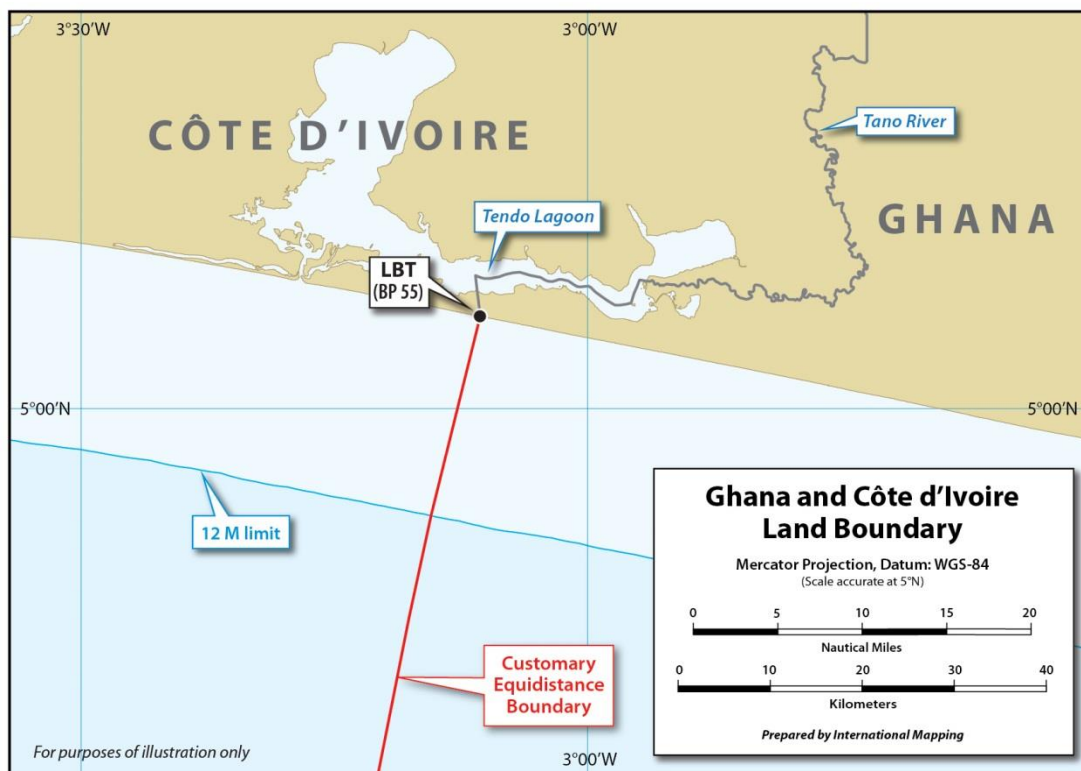 3°30’W
3°00’W
CÔTE D’IVOIRE
Tano River
GHANA
Tendo Lagoon
LBT
(BP 55)
5°00’N
5°00’N
12 M limit
Customary
Equidistance
Boundary
Ghana and Côte d’Ivoire
Land Boundary
Mercator Projection, Datum: WGS-84
(Scale accurate at 5°N)
0 5 10 15 20
Nautical Miles
0 10 20 30 40
Kilometers
Prepared by International Mapping
For purposes of illustration only
3°00’W